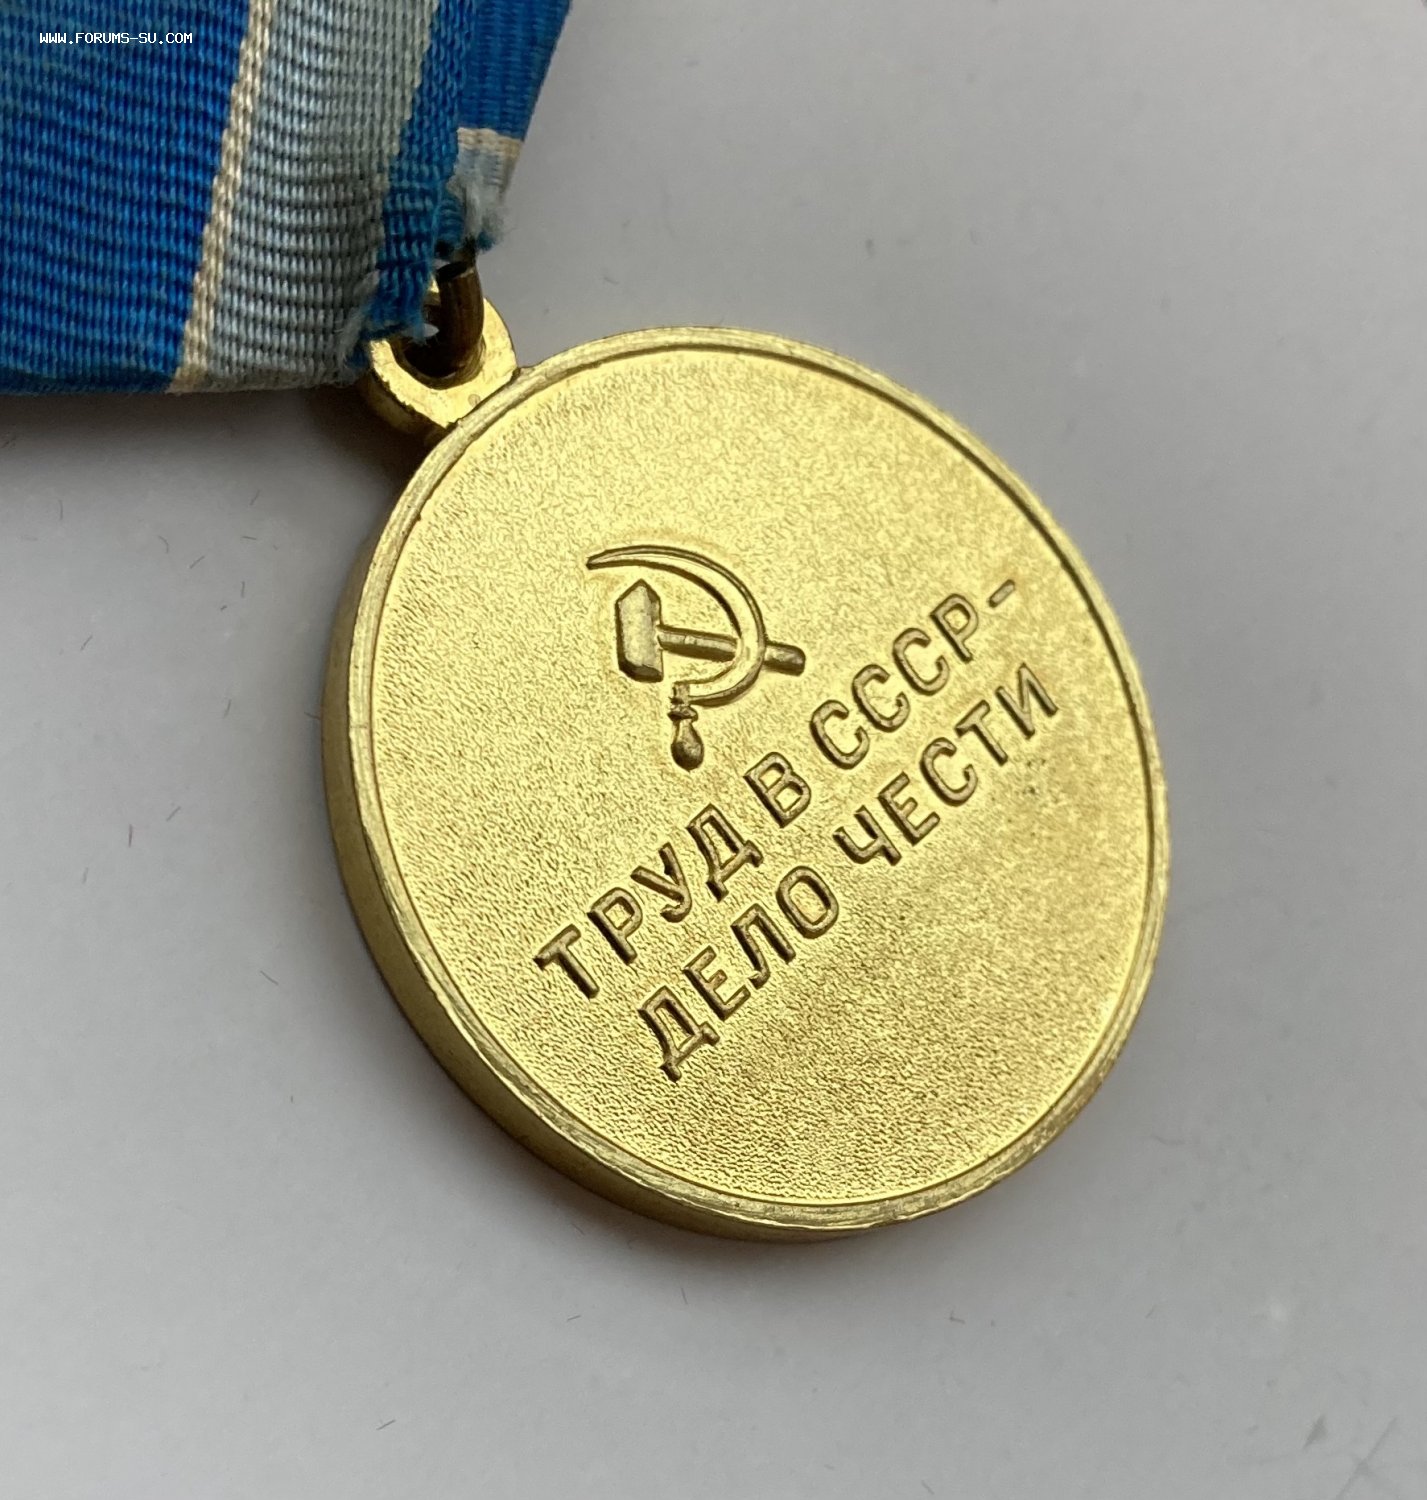 WWW.FORUMS-SU.COM
ТРУД В СССР-
ДЕЛО ЧЕСТИ